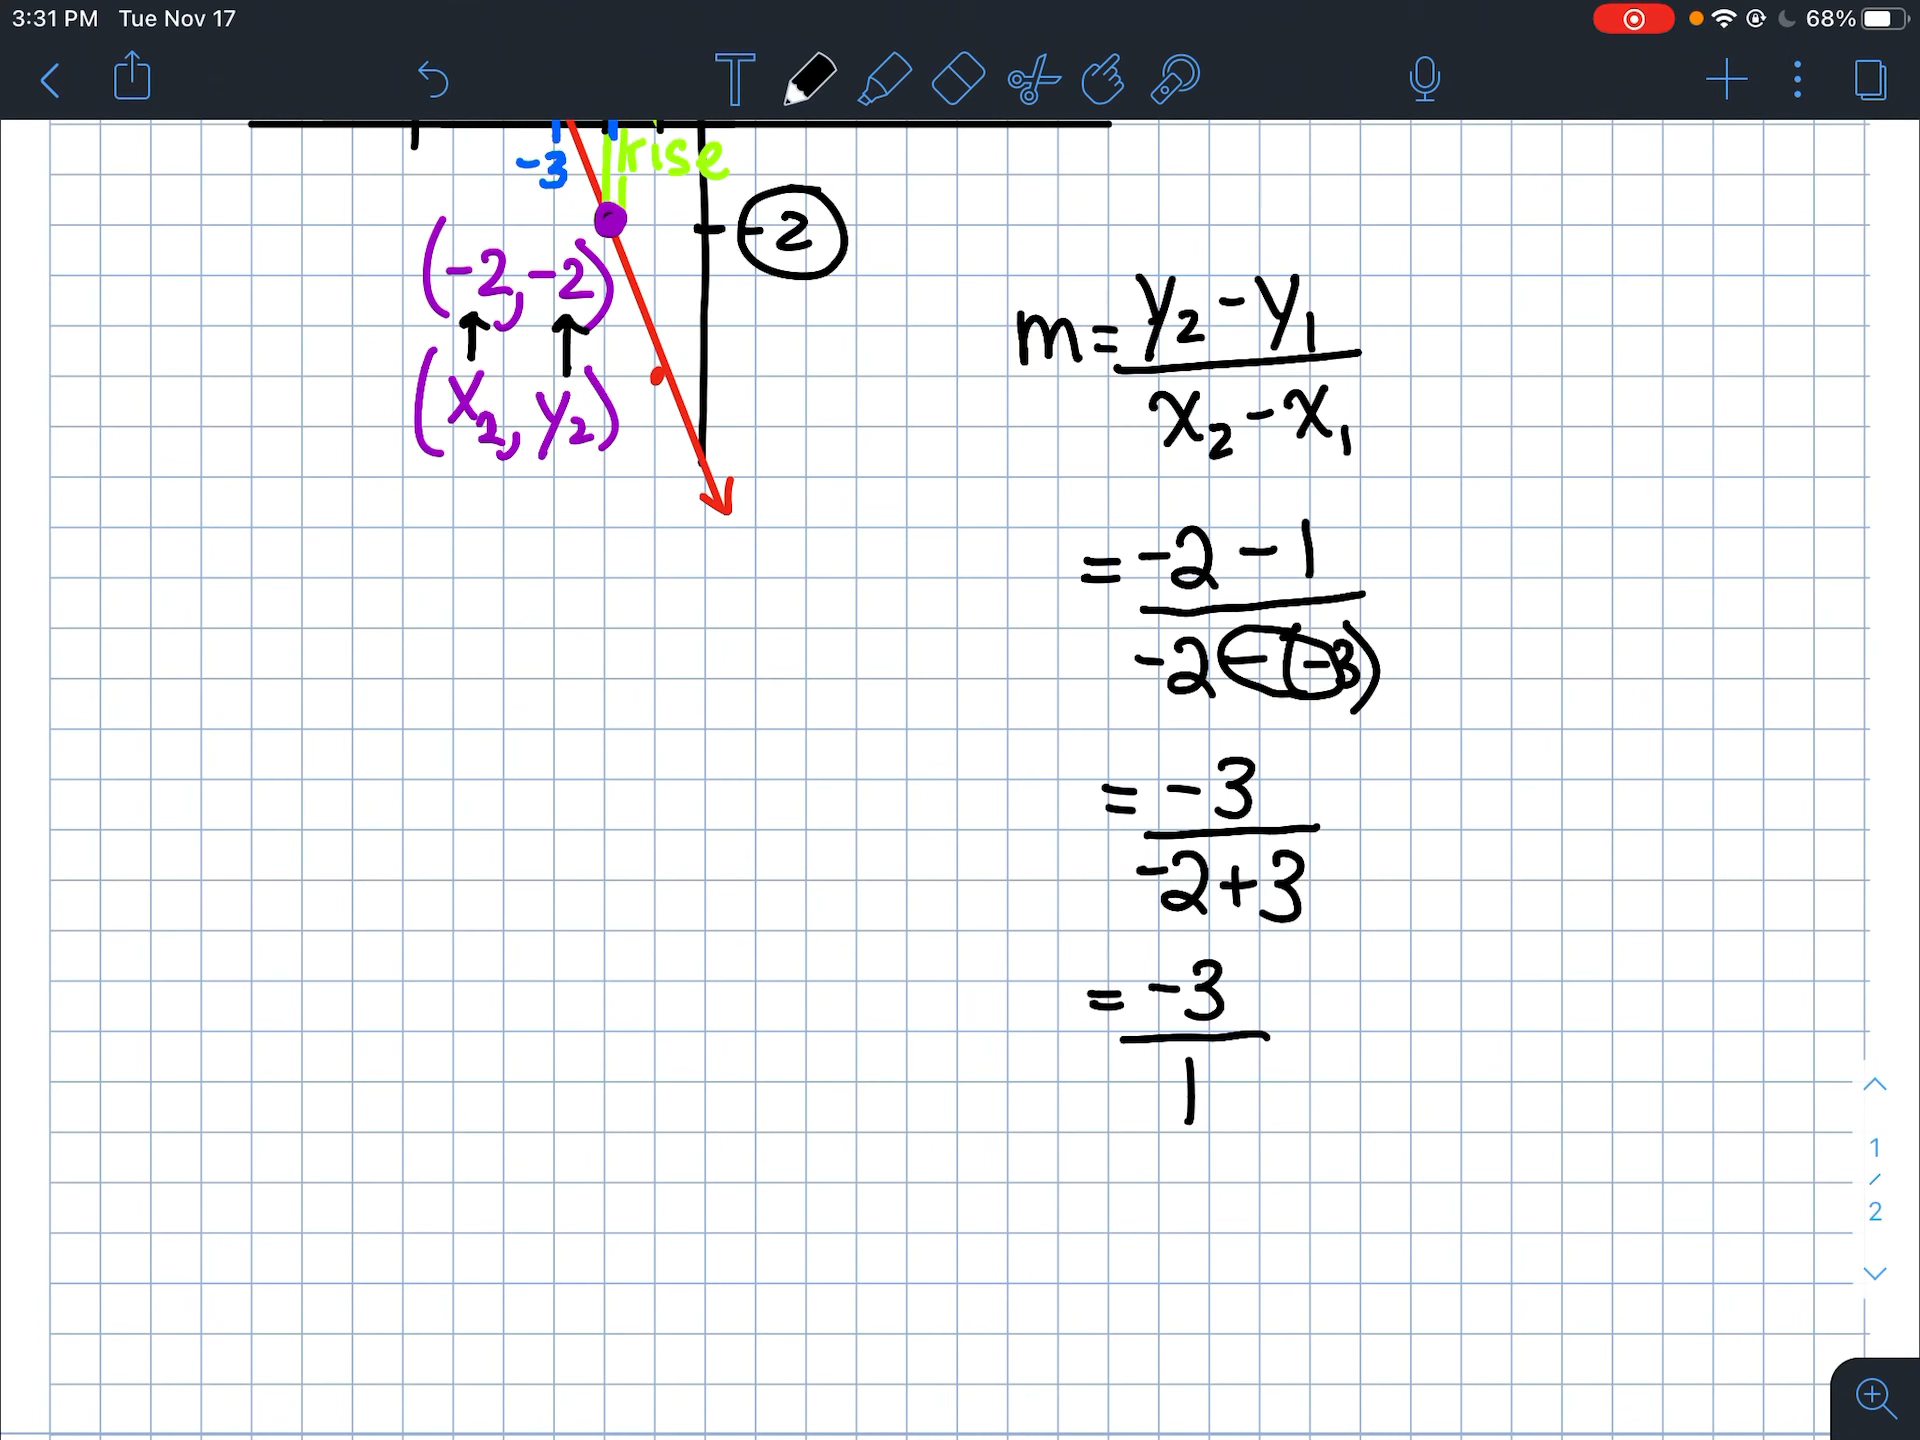 3:31 PM Tue Nov 17
68%
T
-3
Rise
-2
(-2, -2)
(x₂, y₂)
m = y₂ - y₁
x₂ - x₁
= -2 - 1
-2 - (-3)
= -3
-2 + 3
= -3
1
1
/
2